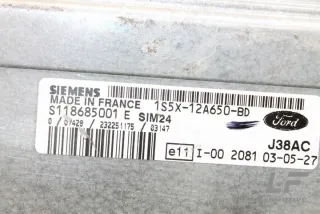 SIEMENS
MADE IN FRANCE 1S5X-12A650-BD
S118685001 E SIM24
0 / 07428 / 232251175 / 03147
Ford
J38AC
e11 I-00 2081 03-05-27